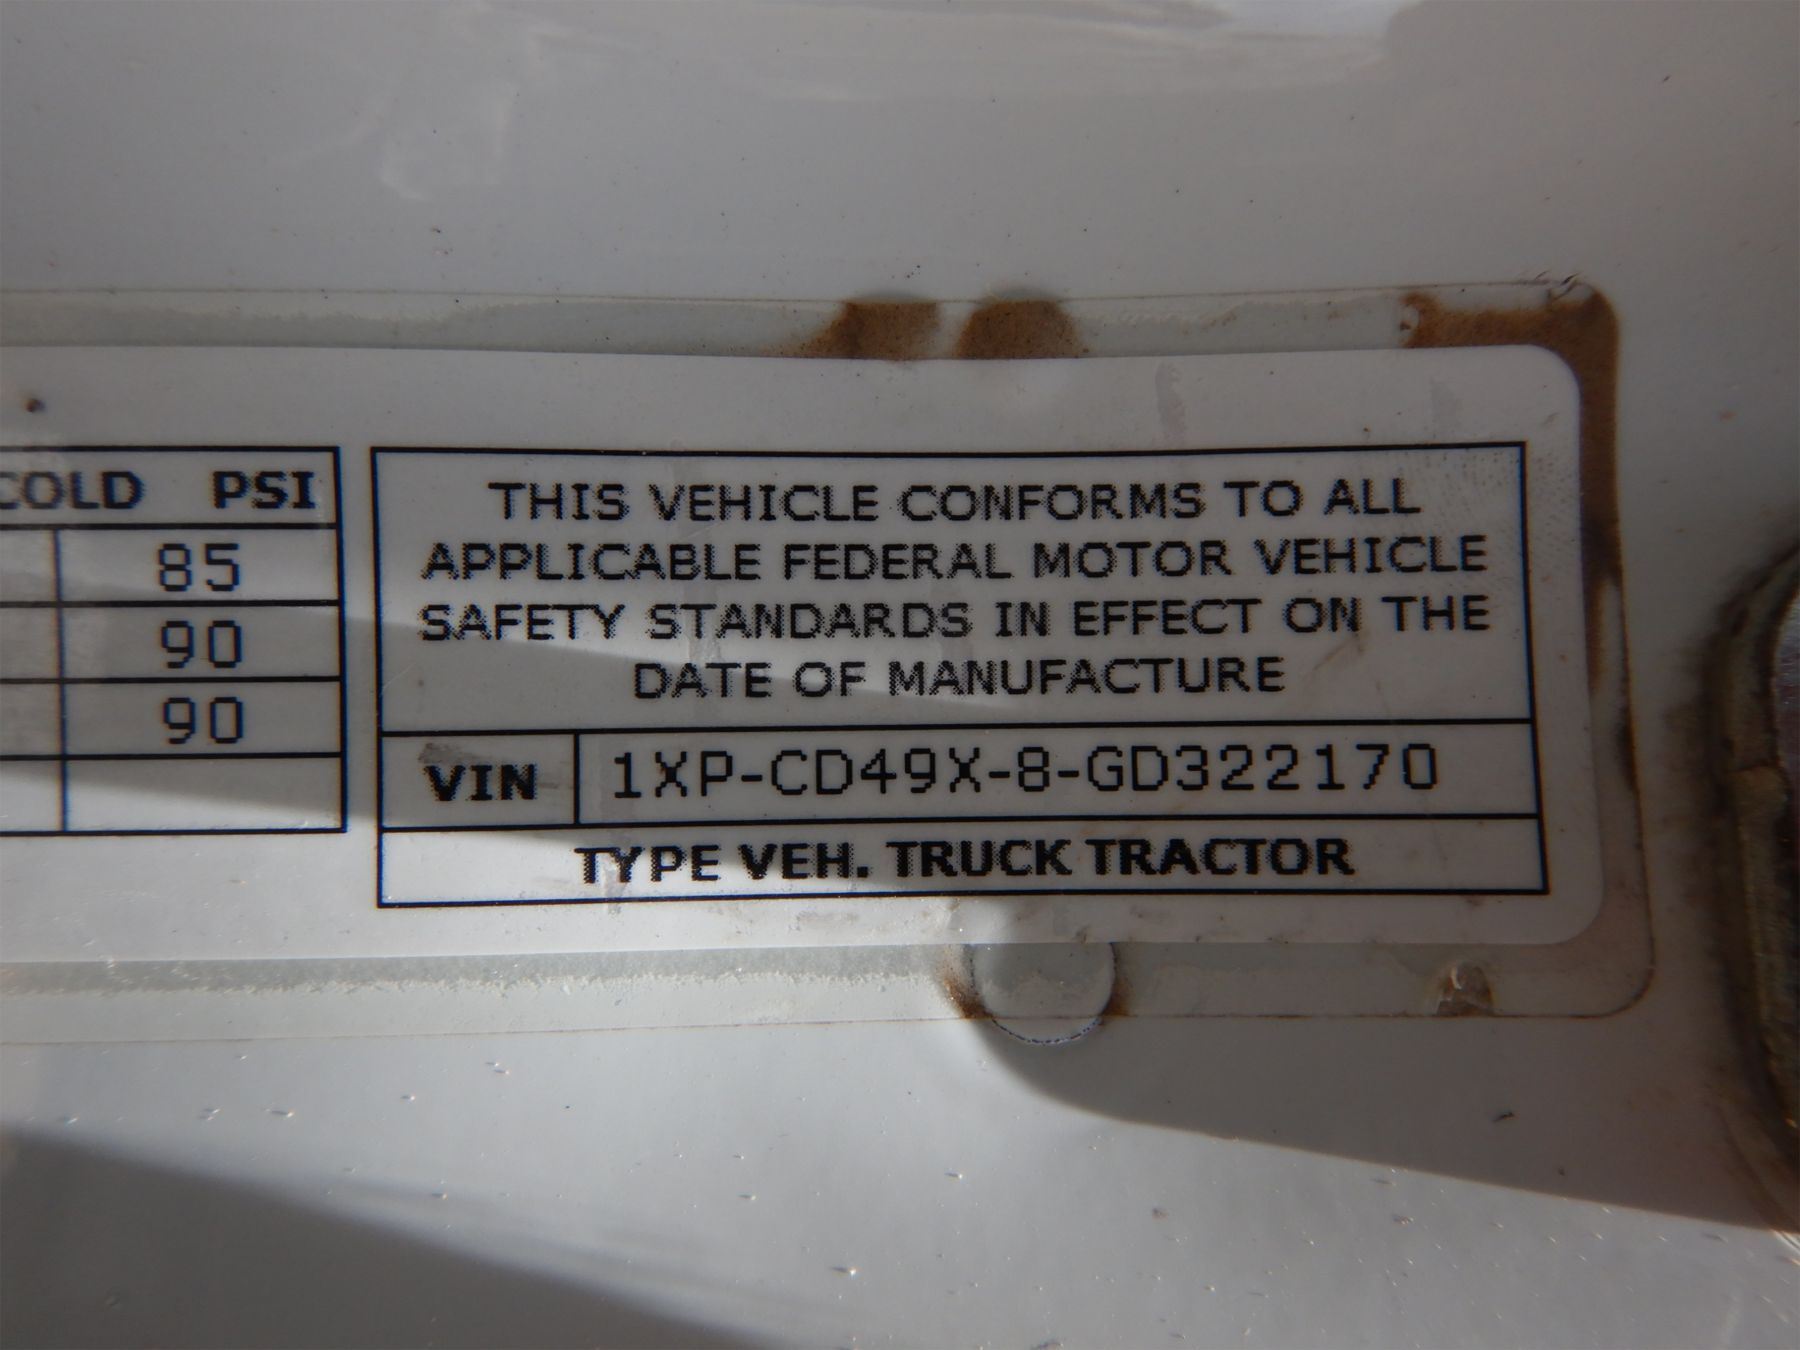 COLD PSI
85
90
90
THIS VEHICLE CONFORMS TO ALL
APPLICABLE FEDERAL MOTOR VEHICLE
SAFETY STANDARDS IN EFFECT ON THE
DATE OF MANUFACTURE
VIN 1XP-CD49X-8-GD322170
TYPE VEH. TRUCK TRACTOR